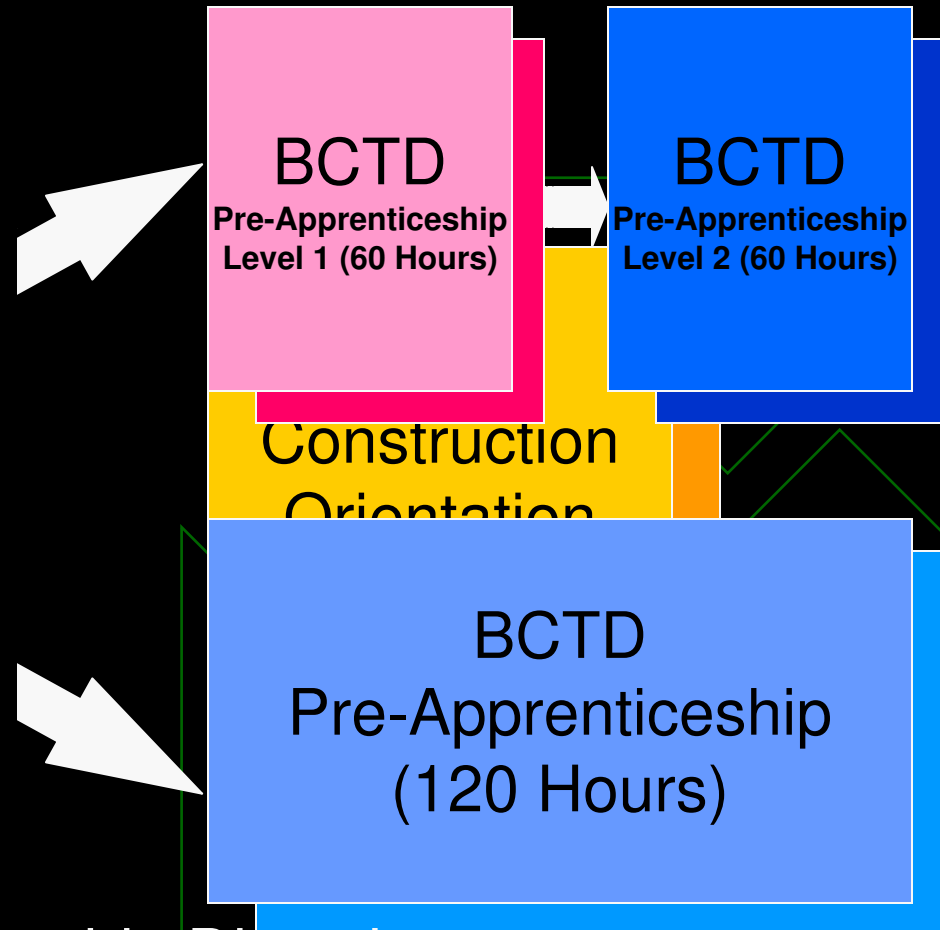 BCTD
Pre-Apprenticeship
Level 1 (60 Hours)
BCTD
Pre-Apprenticeship
Level 2 (60 Hours)
Construction
Orientation
BCTD
Pre-Apprenticeship
(120 Hours)